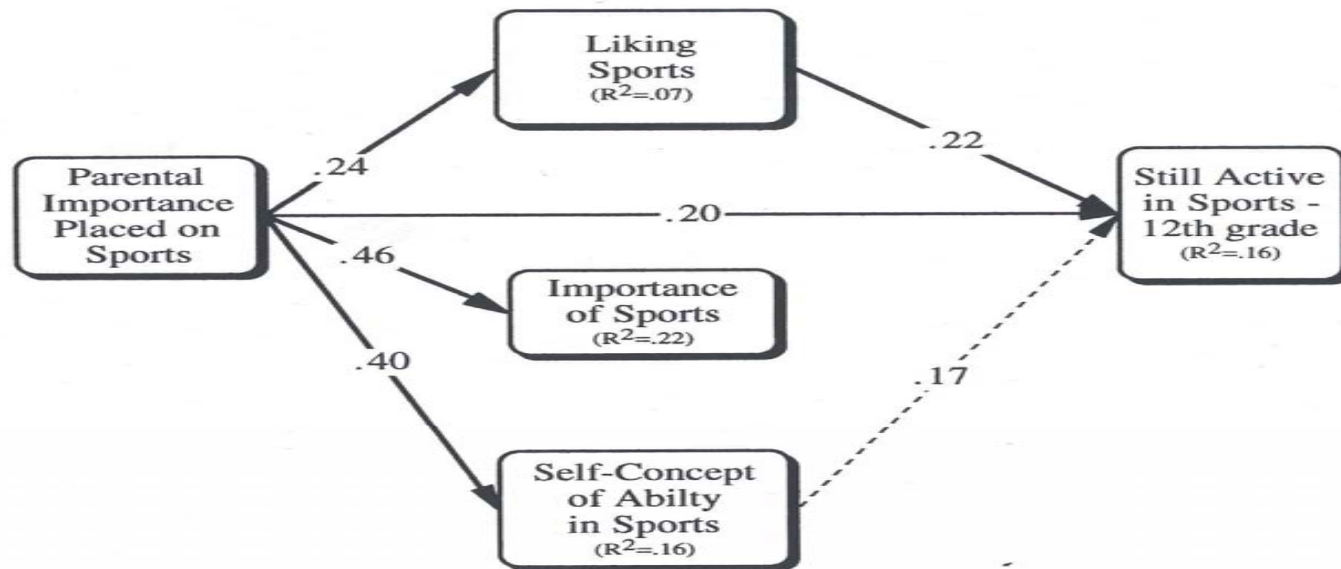 Liking
Sports
(R²=.07)
.24
.22
Parental
Importance
Placed on
Sports
.20
Still Active
in Sports -
12th grade
(R²=.16)
.46
Importance
of Sports
(R²=.22)
.40
.17
Self-Concept
of Abilty
in Sports
(R²=.16)